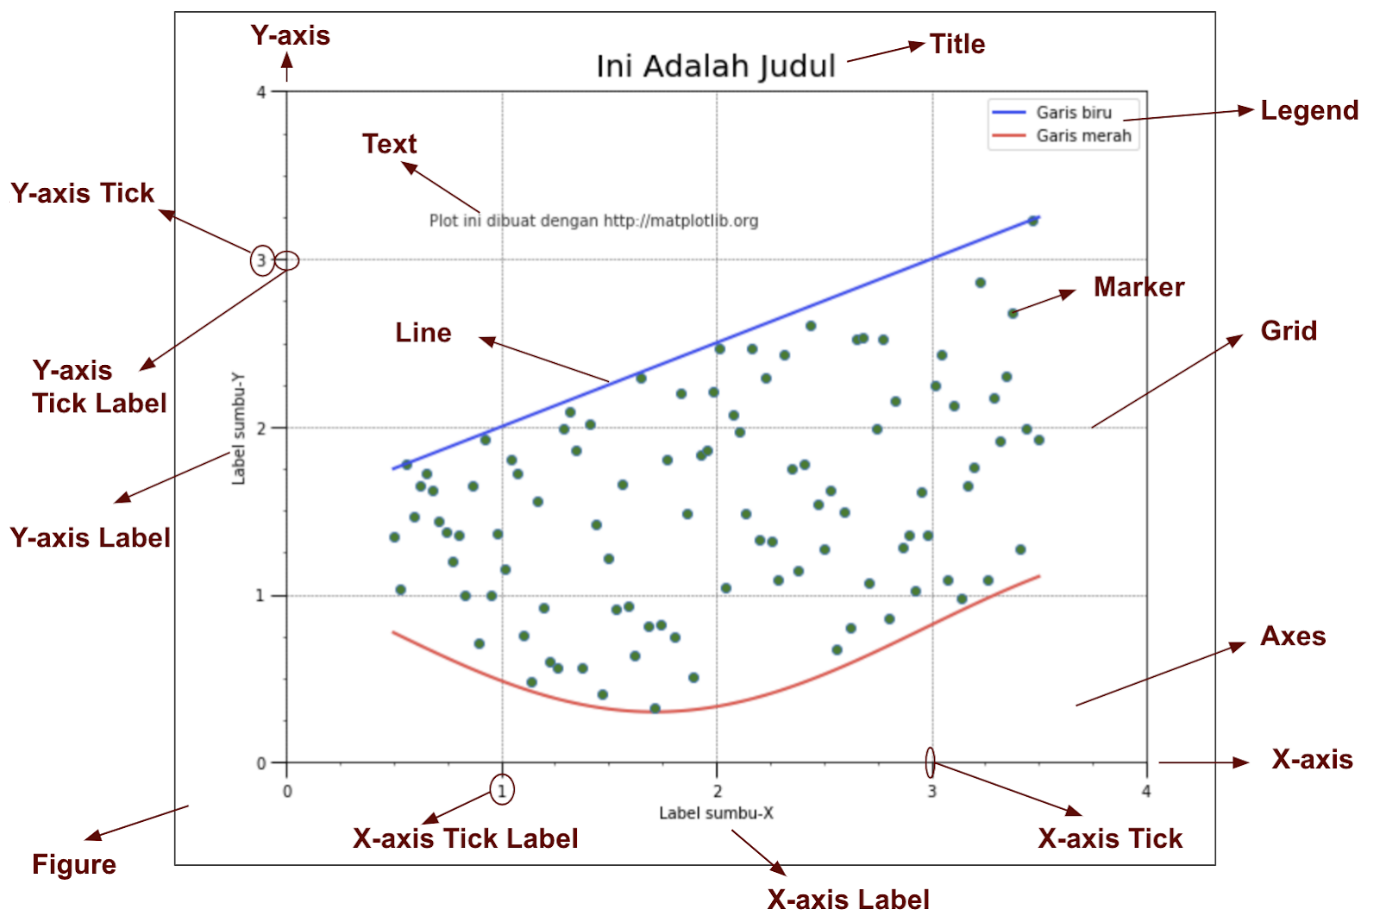 Y-axis
Title
Ini Adalah Judul
4
Garis biru
Garis merah
Legend
Text
Y-axis Tick
Plot ini dibuat dengan http://matplotlib.org
3
Marker
Line
Grid
Y-axis
Tick Label
Label sumbu-Y
2
Y-axis Label
1
Axes
0
X-axis
0
1
2
3
4
Label sumbu-X
X-axis Tick Label
X-axis Tick
Figure
X-axis Label